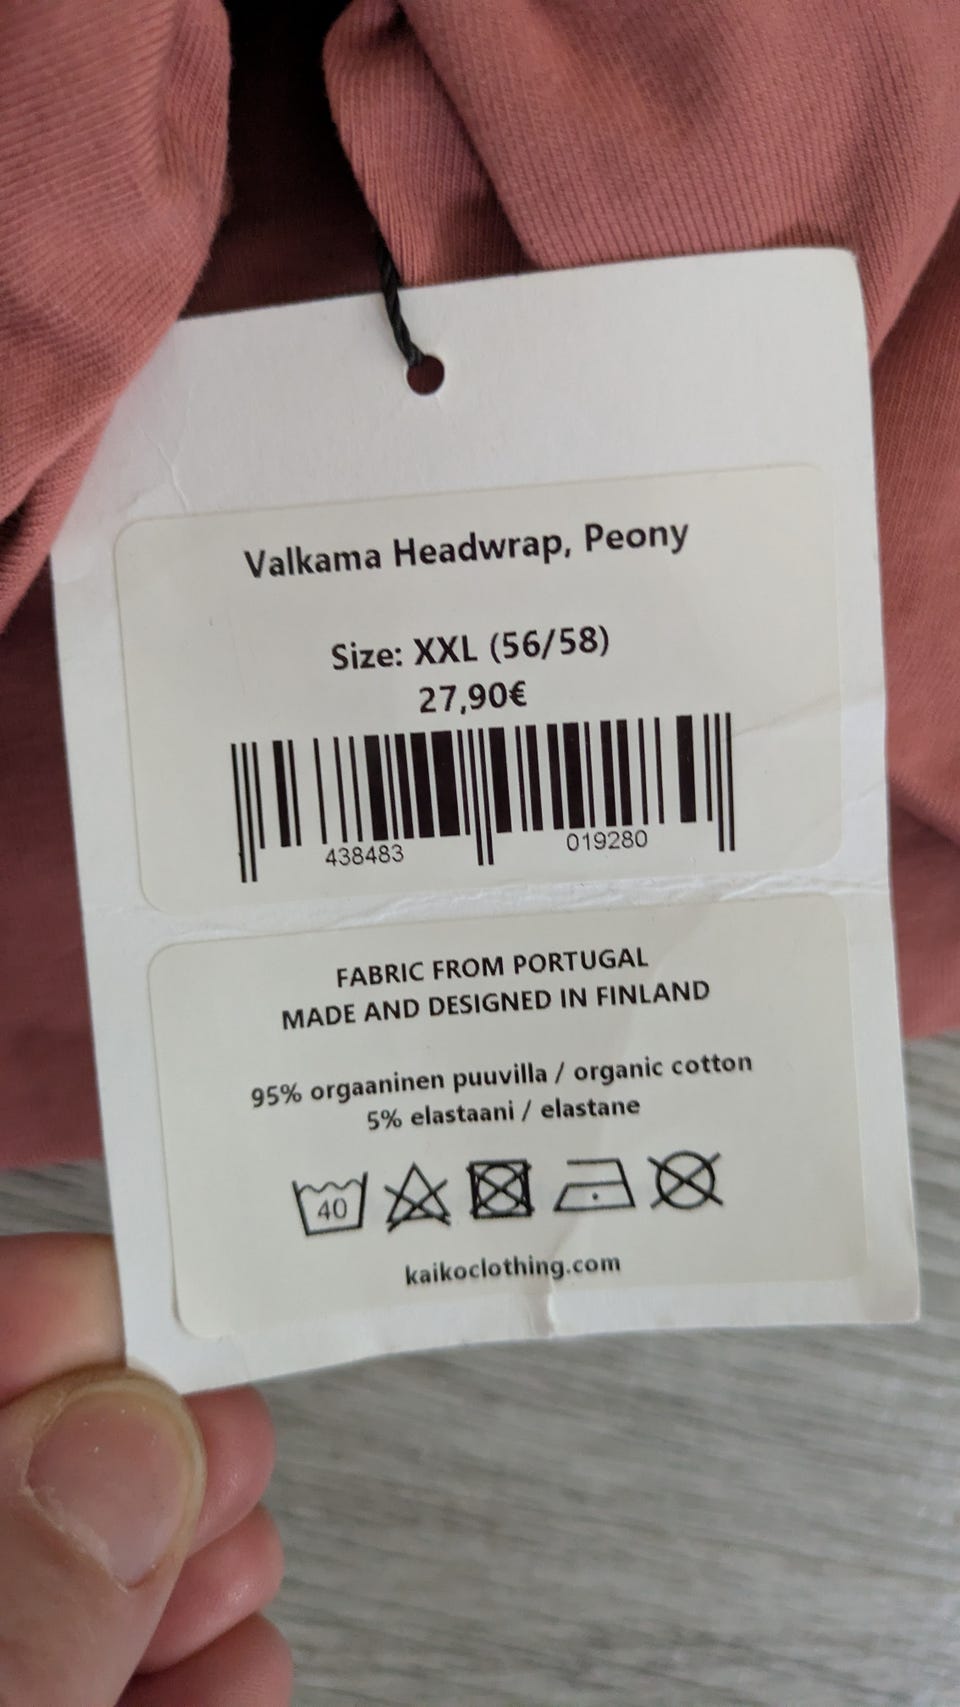 Valkama Headwrap, Peony
Size: XXL (56/58)
27,90€
438483 019280
FABRIC FROM PORTUGAL
MADE AND DESIGNED IN FINLAND
95% orgaaninen puuvilla / organic cotton
5% elastaani / elastane
40
kaikoclothing.com